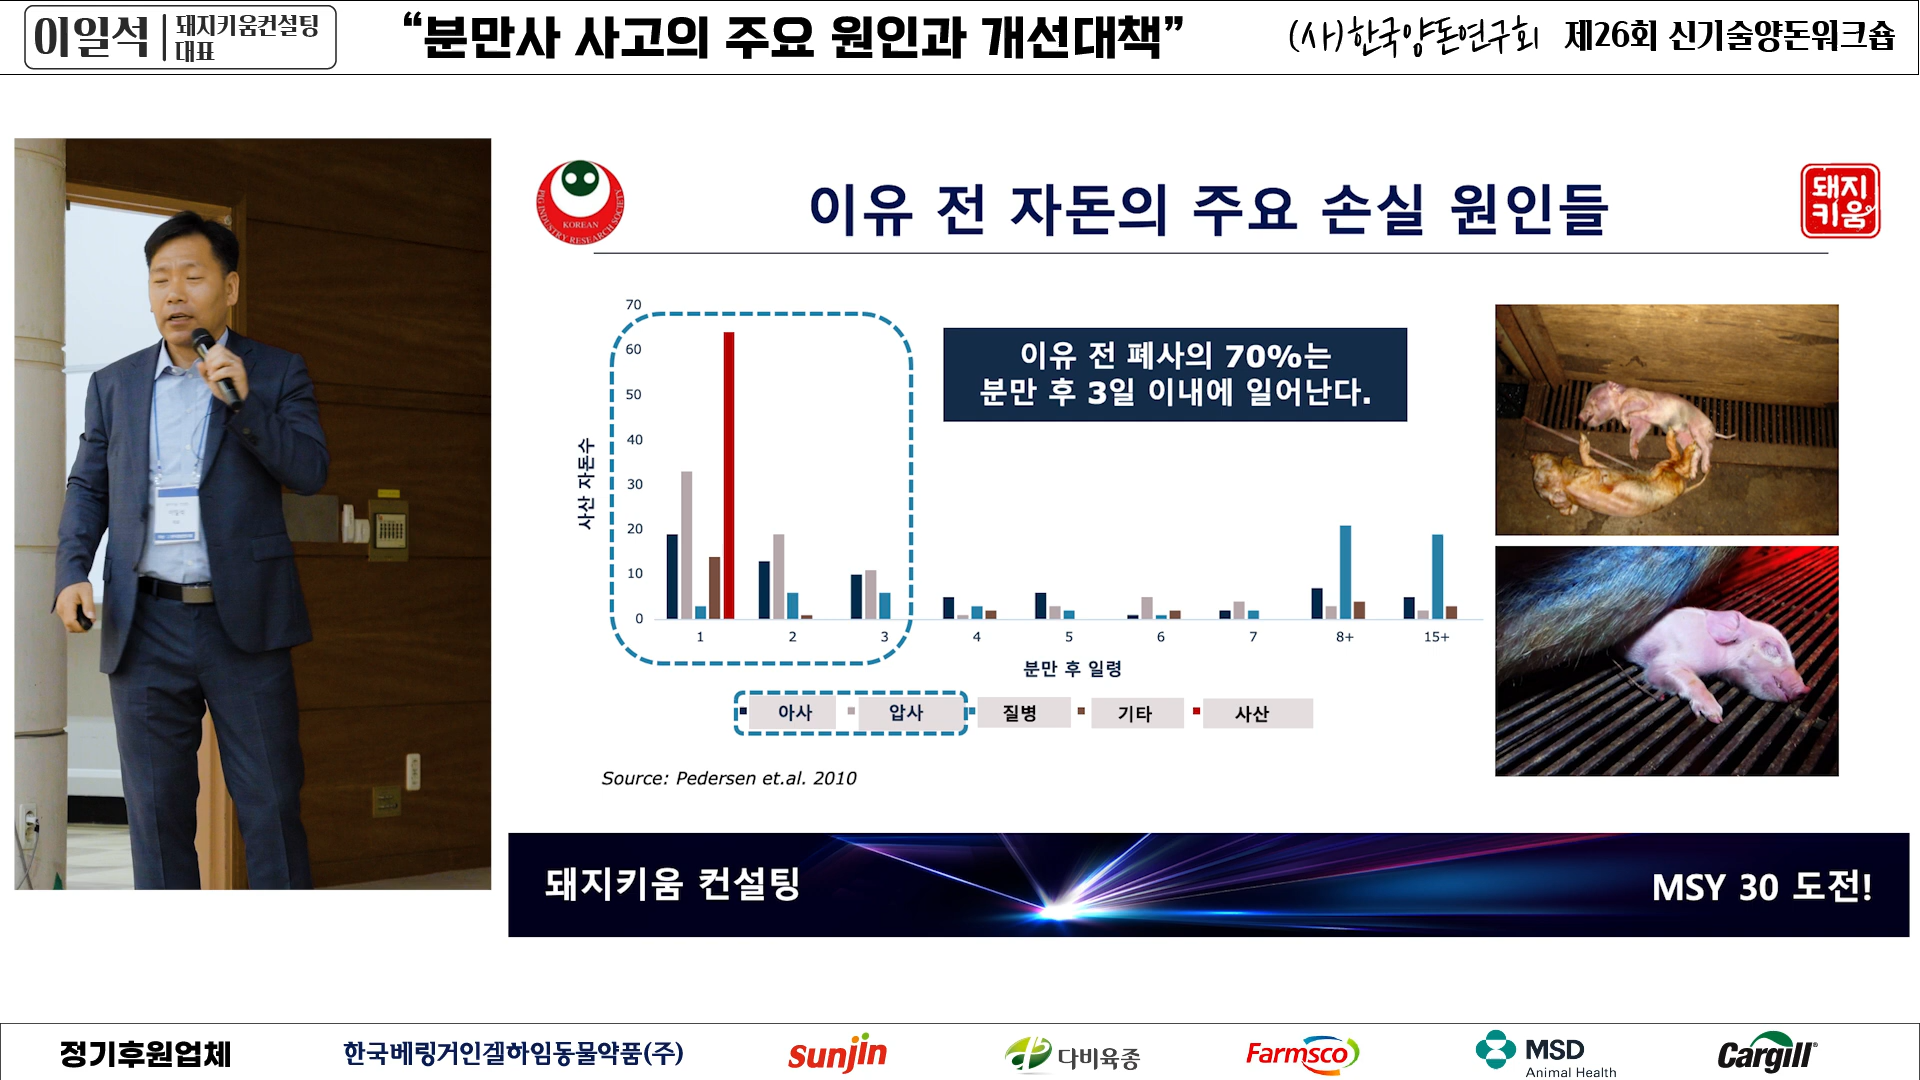 이일석
돼지키움컨설팅
대표
“분만사 사고의 주요 원인과 개선대책”
(사)한국양돈연구회 제26회 신기술양돈워크숍
KOREAN
PIG INDUSTRY RESEARCH SOCIETY
이유 전 자돈의 주요 손실 원인들
돼지
키움
이유 전 폐사의 70%는
분만 후 3일 이내에 일어난다.
사산 자돈수
70
60
50
40
30
20
10
0
1 2 3 4 5 6 7 8+ 15+
분만 후 일령
아사 압사 질병 기타 사산
Source: Pedersen et.al. 2010
돼지키움 컨설팅
MSY 30 도전!
정기후원업체
한국베링거인겔하임동물약품(주)
Sunjin
다비육종
Farmsco
MSD
Animal Health
Cargill